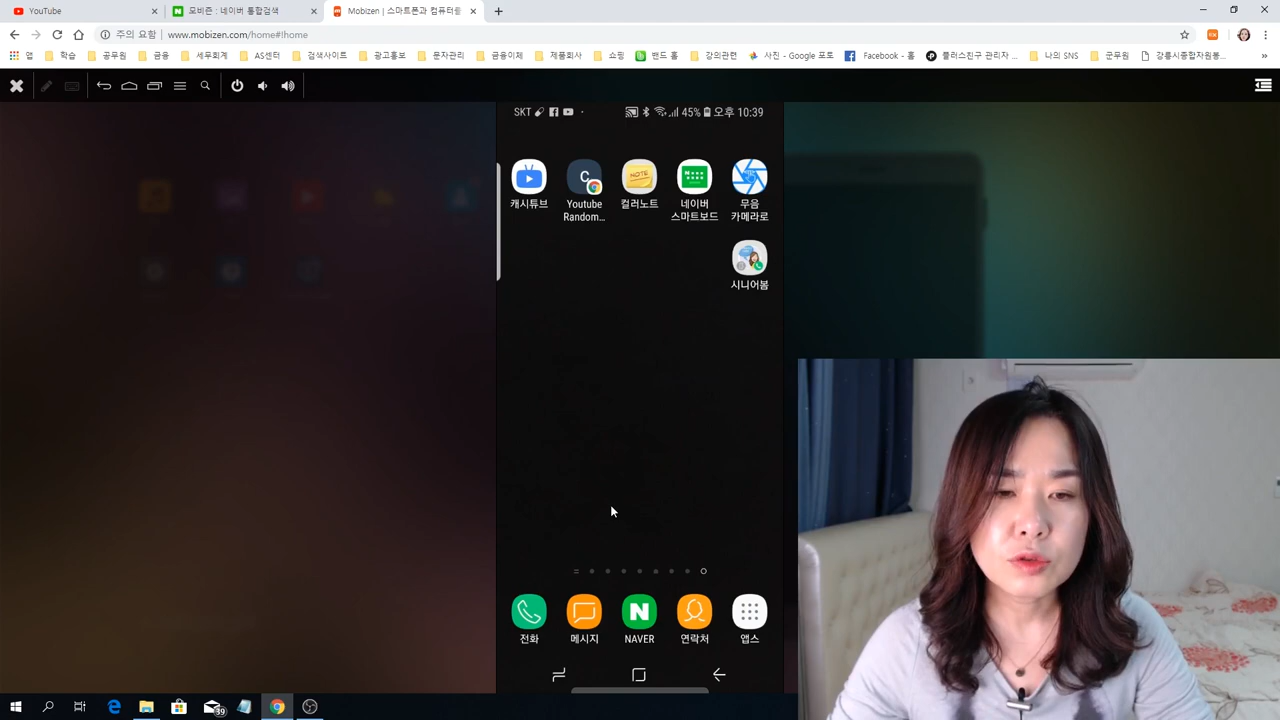 YouTube
모비즌 : 네이버 통합검색
Mobizen | 스마트폰과 컴퓨터를
주의 요함
www.mobizen.com/home#!home
앱 학습 공무원 금융 세무회계 AS센터 검색사이트 광고홍보 문자관리 금융이체 제품회사 쇼핑 밴드 홈 강의관련 사진 - Google 포토 Facebook - 홈 플러스친구 관리자 ... 나의 SNS 군무원 강릉시종합자원봉...
SKT
45%
오후 10:39
캐시튜브
Youtube
Random...
NOTE
컬러노트
네이버
스마트보드
무음
카메라로
시니어봄
전화
메시지
NAVER
연락처
앱스
39